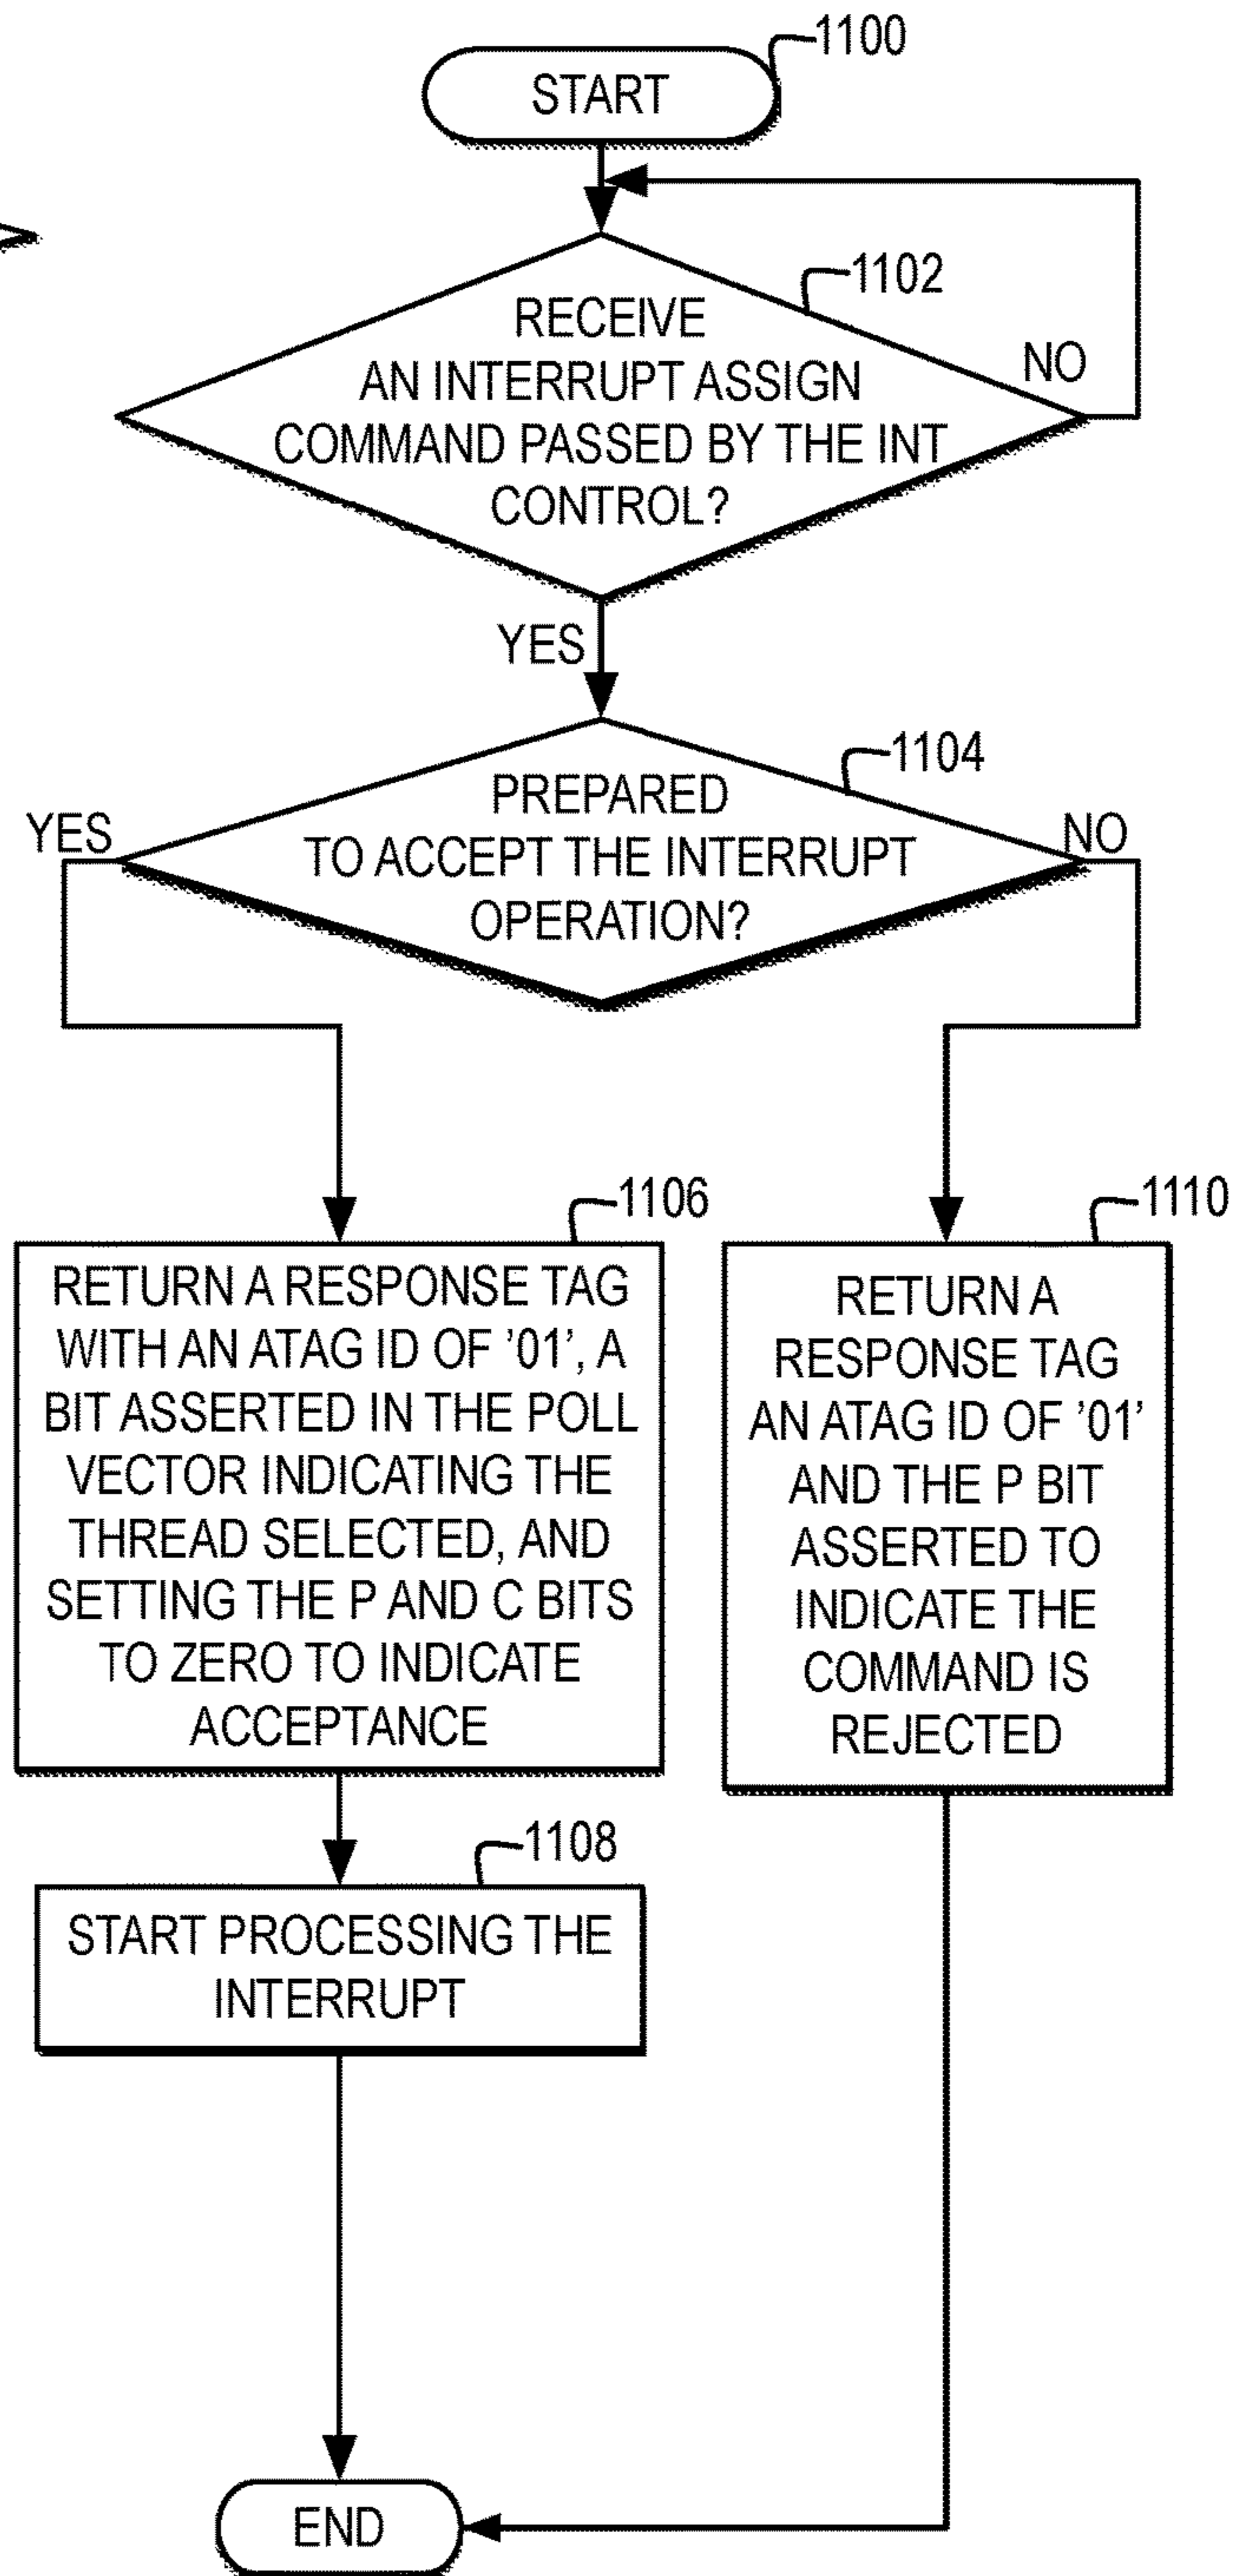 1100
START
1102
RECEIVE
AN INTERRUPT ASSIGN
COMMAND PASSED BY THE INT
CONTROL?
NO
YES
1104
PREPARED
TO ACCEPT THE INTERRUPT
OPERATION?
YES
NO
1106
RETURN A RESPONSE TAG
WITH AN ATAG ID OF '01', A
BIT ASSERTED IN THE POLL
VECTOR INDICATING THE
THREAD SELECTED, AND
SETTING THE P AND C BITS
TO ZERO TO INDICATE
ACCEPTANCE
1110
RETURN A
RESPONSE TAG
AN ATAG ID OF '01'
AND THE P BIT
ASSERTED TO
INDICATE THE
COMMAND IS
REJECTED
1108
START PROCESSING THE
INTERRUPT
END